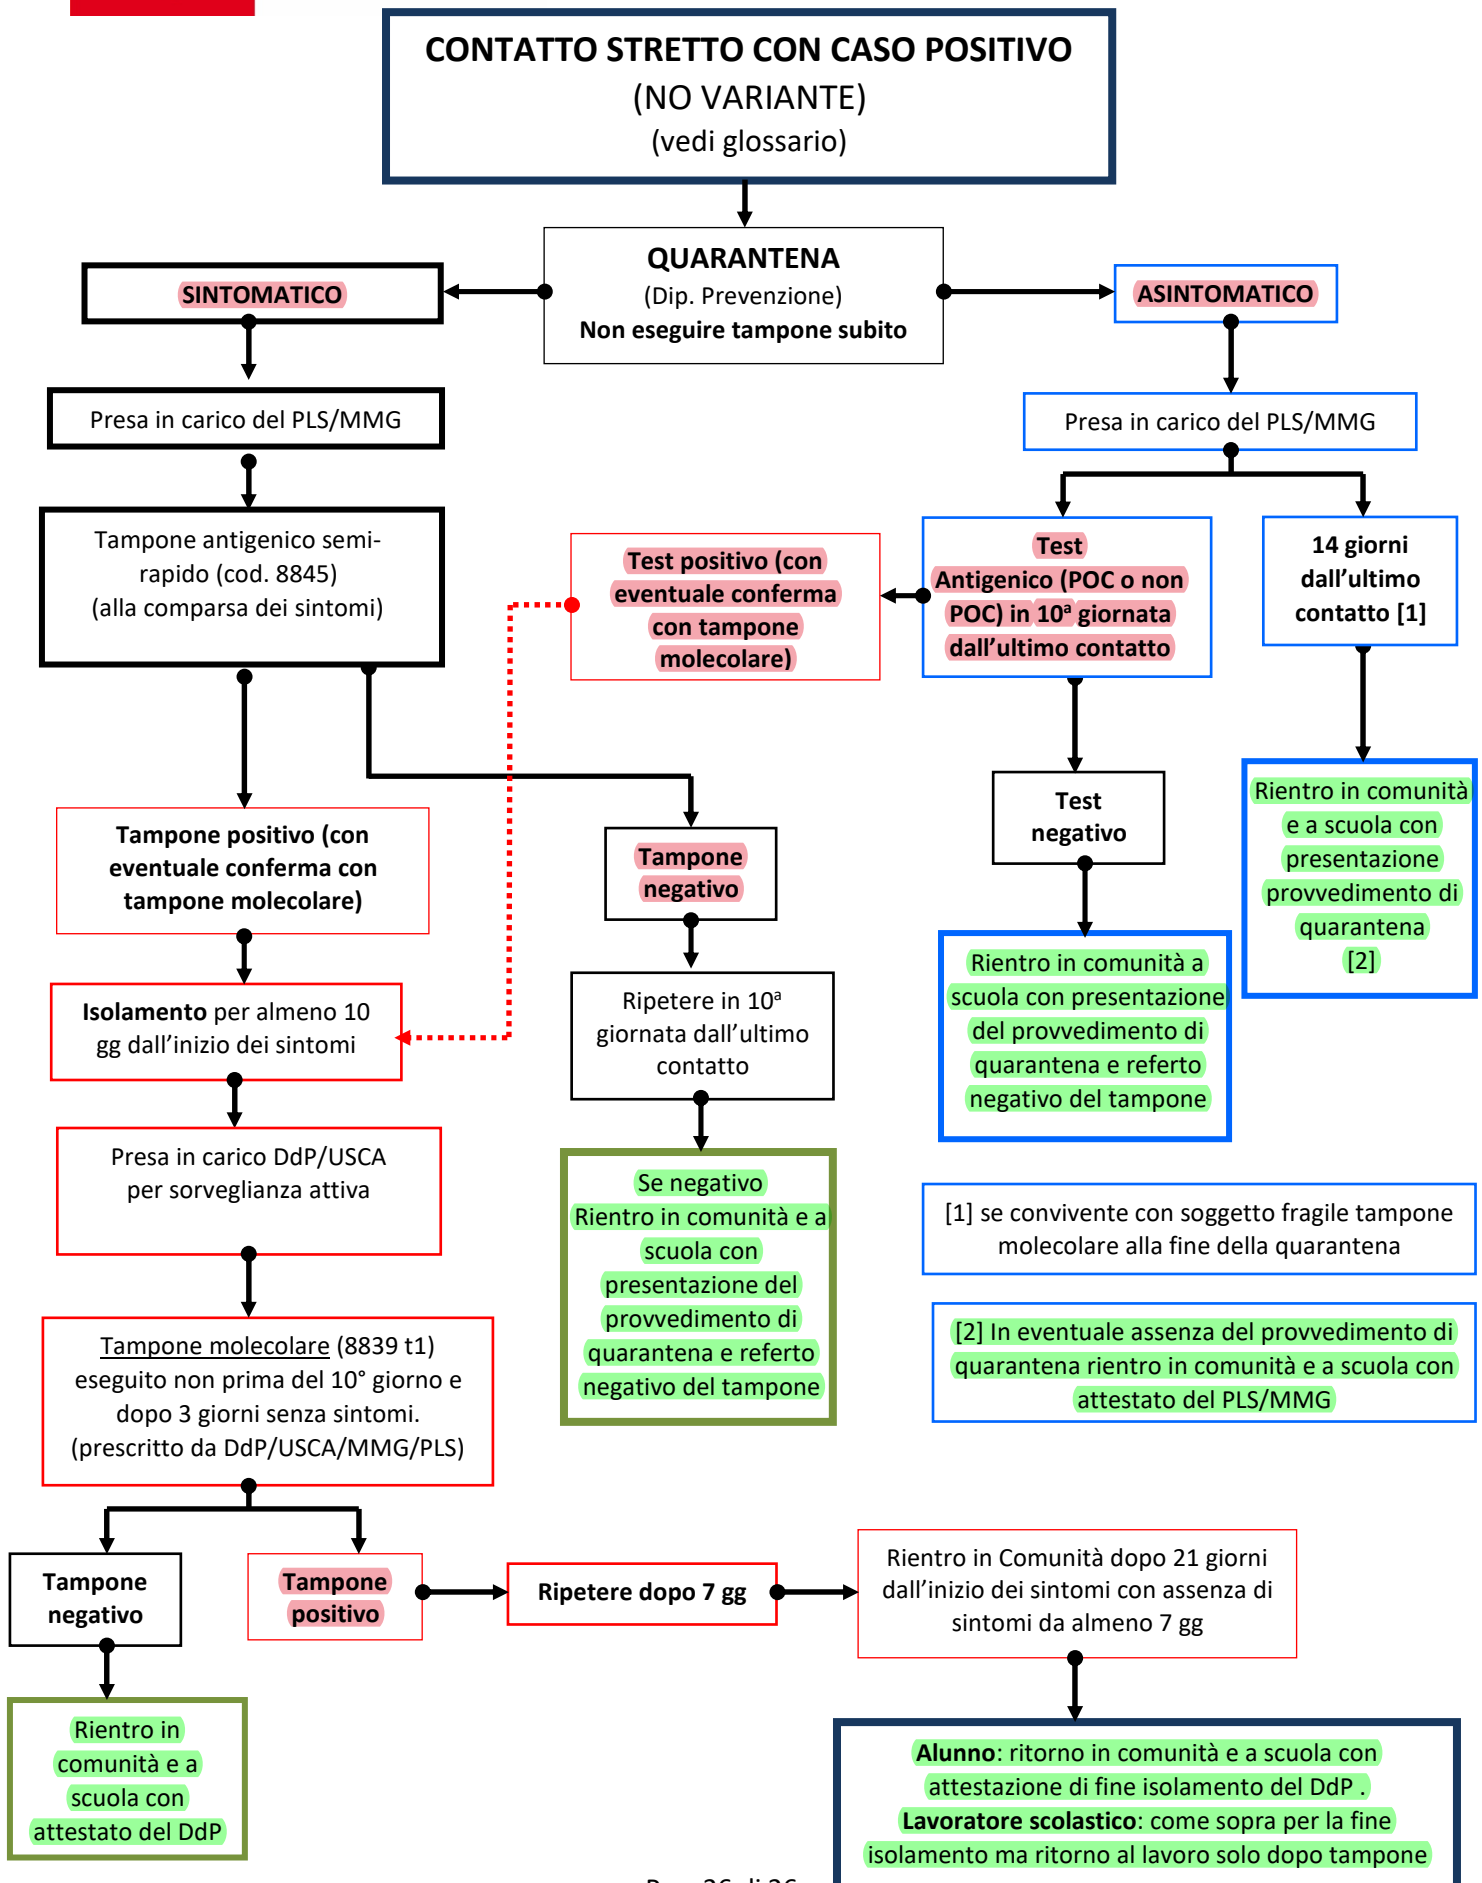 CONTATTO STRETTO CON CASO POSITIVO
(NO VARIANTE)
(vedi glossario)
QUARANTENA
(Dip. Prevenzione)
Non eseguire tampone subito
SINTOMATICO
ASINTOMATICO
Presa in carico del PLS/MMG
Presa in carico del PLS/MMG
Tampone antigenico semi-
rapido (cod. 8845)
(alla comparsa dei sintomi)
Test positivo (con
eventuale conferma
con tampone
molecolare)
Test
Antigenico (POC o non
POC) in 10ª giornata
dall'ultimo contatto
14 giorni
dall'ultimo
contatto [1]
Tampone positivo (con
eventuale conferma con
tampone molecolare)
Tampone
negativo
Test
negativo
Rientro in comunità
e a scuola con
presentazione
provvedimento di
quarantena
[2]
Isolamento per almeno 10
gg dall'inizio dei sintomi
Ripetere in 10ª
giornata dall'ultimo
contatto
Rientro in comunità a
scuola con presentazione
del provvedimento di
quarantena e referto
negativo del tampone
Presa in carico DdP/USCA
per sorveglianza attiva
Se negativo
Rientro in comunità e a
scuola con
presentazione del
provvedimento di
quarantena e referto
negativo del tampone
[1] se convivente con soggetto fragile tampone
molecolare alla fine della quarantena
[2] In eventuale assenza del provvedimento di
quarantena rientro in comunità e a scuola con
attestato del PLS/MMG
Tampone molecolare (8839 t1)
eseguito non prima del 10° giorno e
dopo 3 giorni senza sintomi.
(prescritto da DdP/USCA/MMG/PLS)
Tampone
negativo
Tampone
positivo
Ripetere dopo 7 gg
Rientro in Comunità dopo 21 giorni
dall'inizio dei sintomi con assenza di
sintomi da almeno 7 gg
Rientro in
comunità e a
scuola con
attestato del DdP
Alunno: ritorno in comunità e a scuola con
attestazione di fine isolamento del DdP .
Lavoratore scolastico: come sopra per la fine
isolamento ma ritorno al lavoro solo dopo tampone